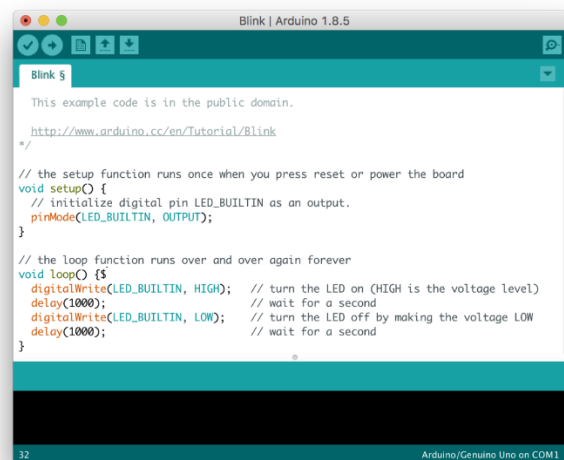 Blink | Arduino 1.8.5
Blink §
This example code is in the public domain.
http://www.arduino.cc/en/Tutorial/Blink
*/
// the setup function runs once when you press reset or power the board
void setup() {
// initialize digital pin LED_BUILTIN as an output.
pinMode(LED_BUILTIN, OUTPUT);
}
// the loop function runs over and over again forever
void loop() {$
digitalWrite(LED_BUILTIN, HIGH); // turn the LED on (HIGH is the voltage level)
delay(1000); // wait for a second
digitalWrite(LED_BUILTIN, LOW); // turn the LED off by making the voltage LOW
delay(1000); // wait for a second
}
32 Arduino/Genuino Uno on COM1